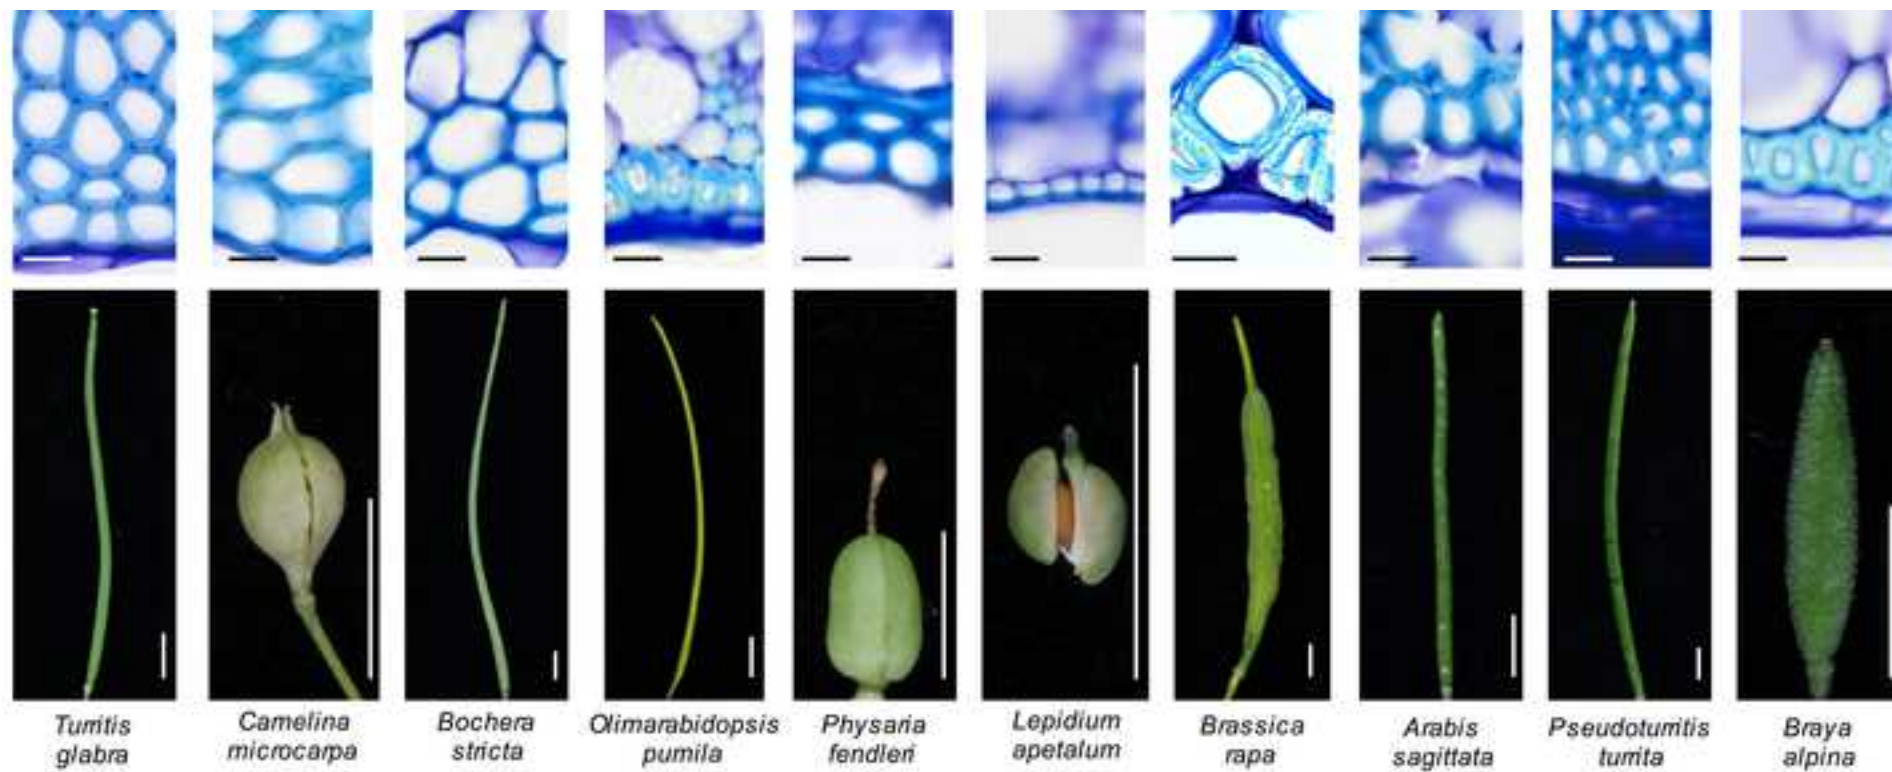 Turritis
glabra
Camelina
microcarpa
Bochera
stricta
Olimarabidopsis
pumila
Physaria
fendleri
Lepidium
apetalum
Brassica
rapa
Arabis
sagittata
Pseudoturritis
turrita
Braya
alpina